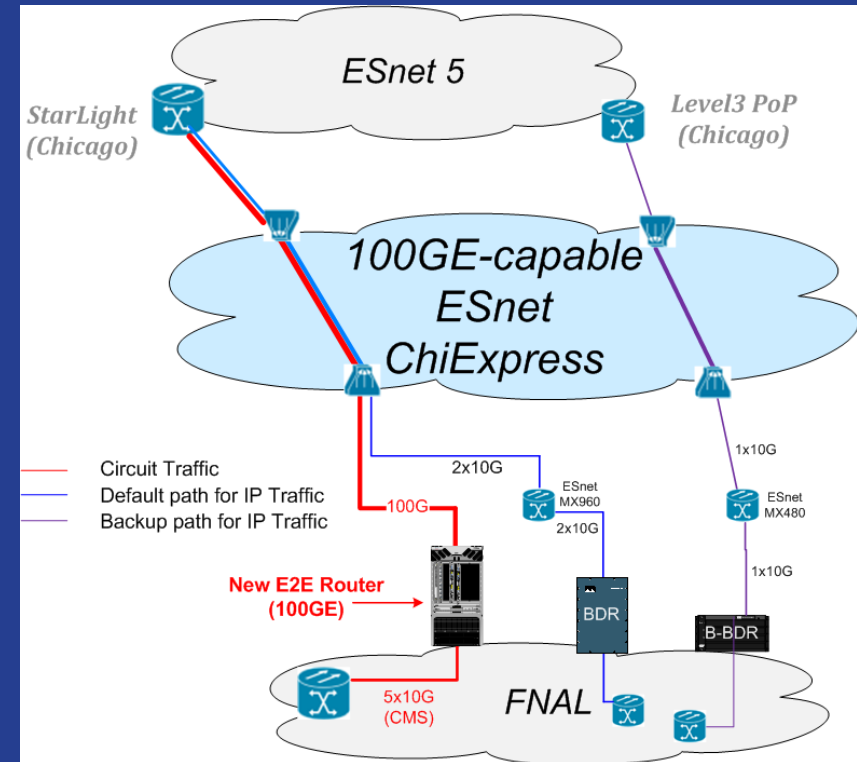 ESnet 5
StarLight
(Chicago)
Level3 PoP
(Chicago)
100GE-capable
ESnet
ChiExpress
Circuit Traffic
Default path for IP Traffic
Backup path for IP Traffic
2x10G
1x10G
100G
ESnet
MX960
2x10G
ESnet
MX480
1x10G
New E2E Router
(100GE)
BDR
B-BDR
5x10G
(CMS)
FNAL